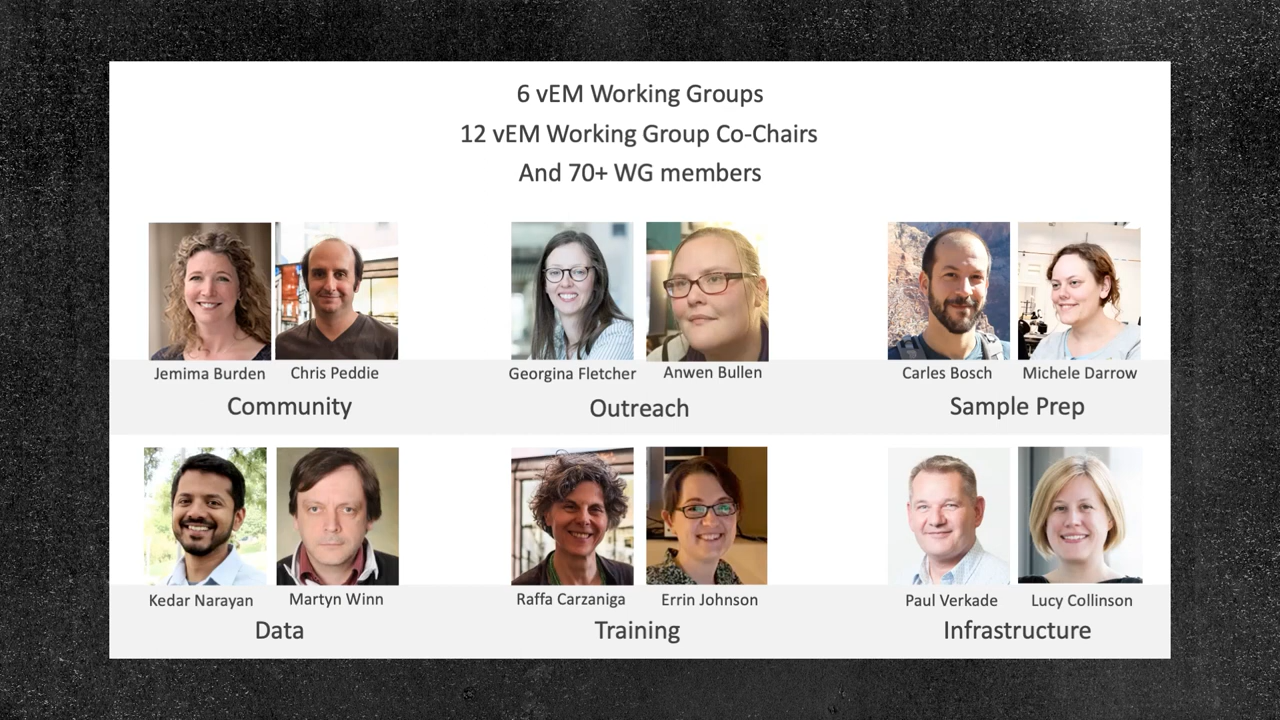 6 vEM Working Groups
12 vEM Working Group Co-Chairs
And 70+ WG members
Jemima Burden
Chris Peddie
Georgina Fletcher
Anwen Bullen
Carles Bosch
Michele Darrow
Community
Outreach
Sample Prep
Kedar Narayan
Martyn Winn
Raffa Carzaniga
Errin Johnson
Paul Verkade
Lucy Collinson
Data
Training
Infrastructure